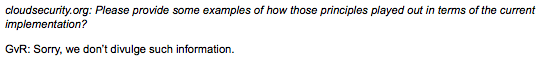 cloudsecurity.org: Please provide some examples of how those principles played out in terms of the current
implementation?
GvR: Sorry, we don’t divulge such information.